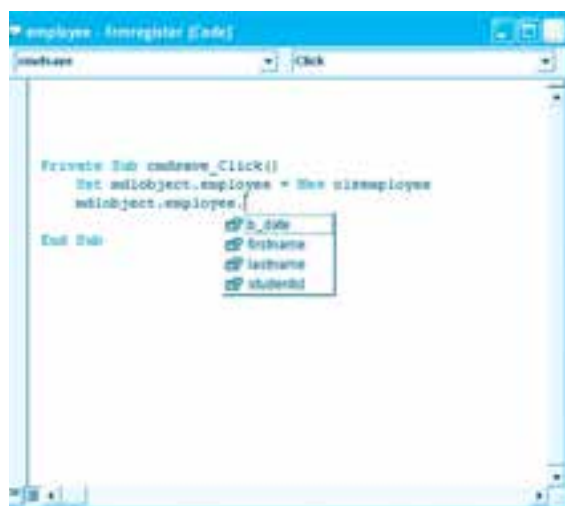 employee - frmregister (Code)
cmdsave Click
Private Sub cmdsave_Click()
Set mdlobject.employee = New clsemployee
mdlobject.employee.
b_date
firstname
lastname
studentid
End Sub